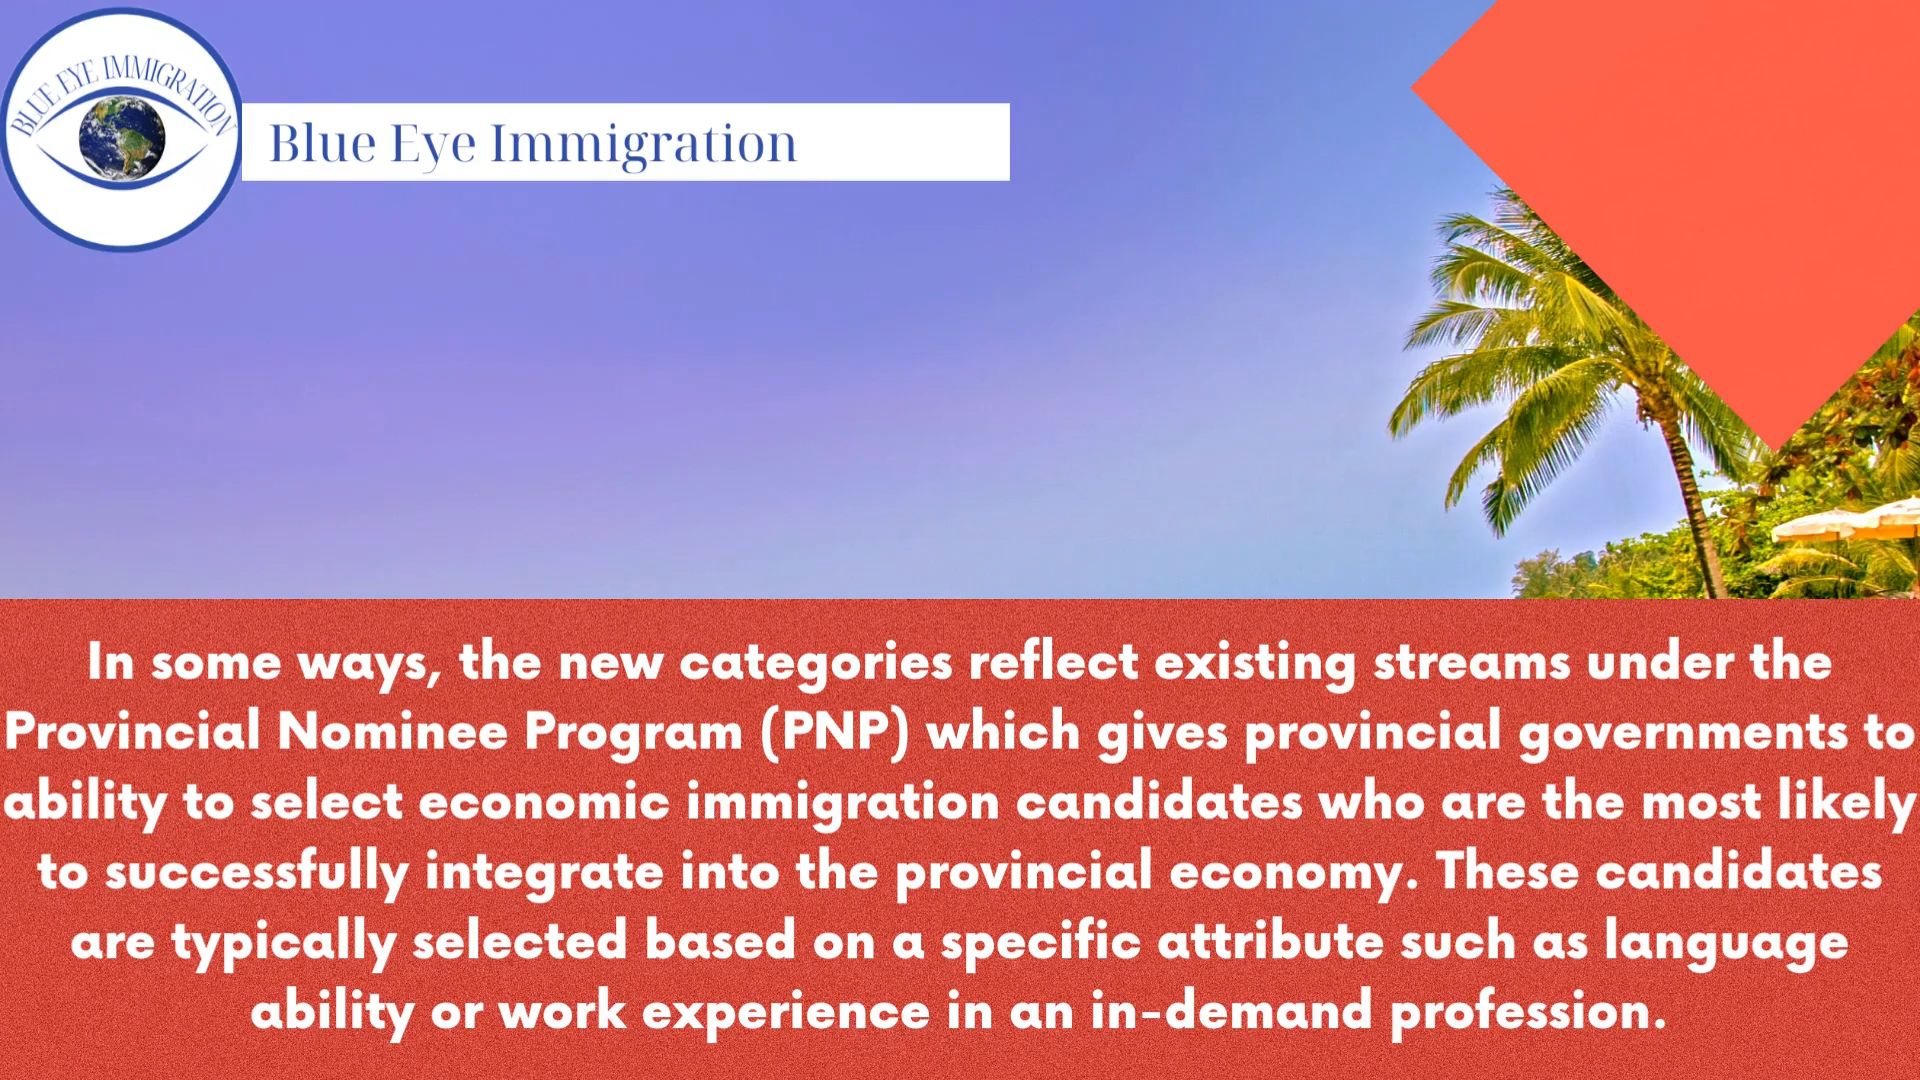 BLUE EYE IMMIGRATION
Blue Eye Immigration
In some ways, the new categories reflect existing streams under the
Provincial Nominee Program (PNP) which gives provincial governments to
ability to select economic immigration candidates who are the most likely
to successfully integrate into the provincial economy. These candidates
are typically selected based on a specific attribute such as language
ability or work experience in an in-demand profession.